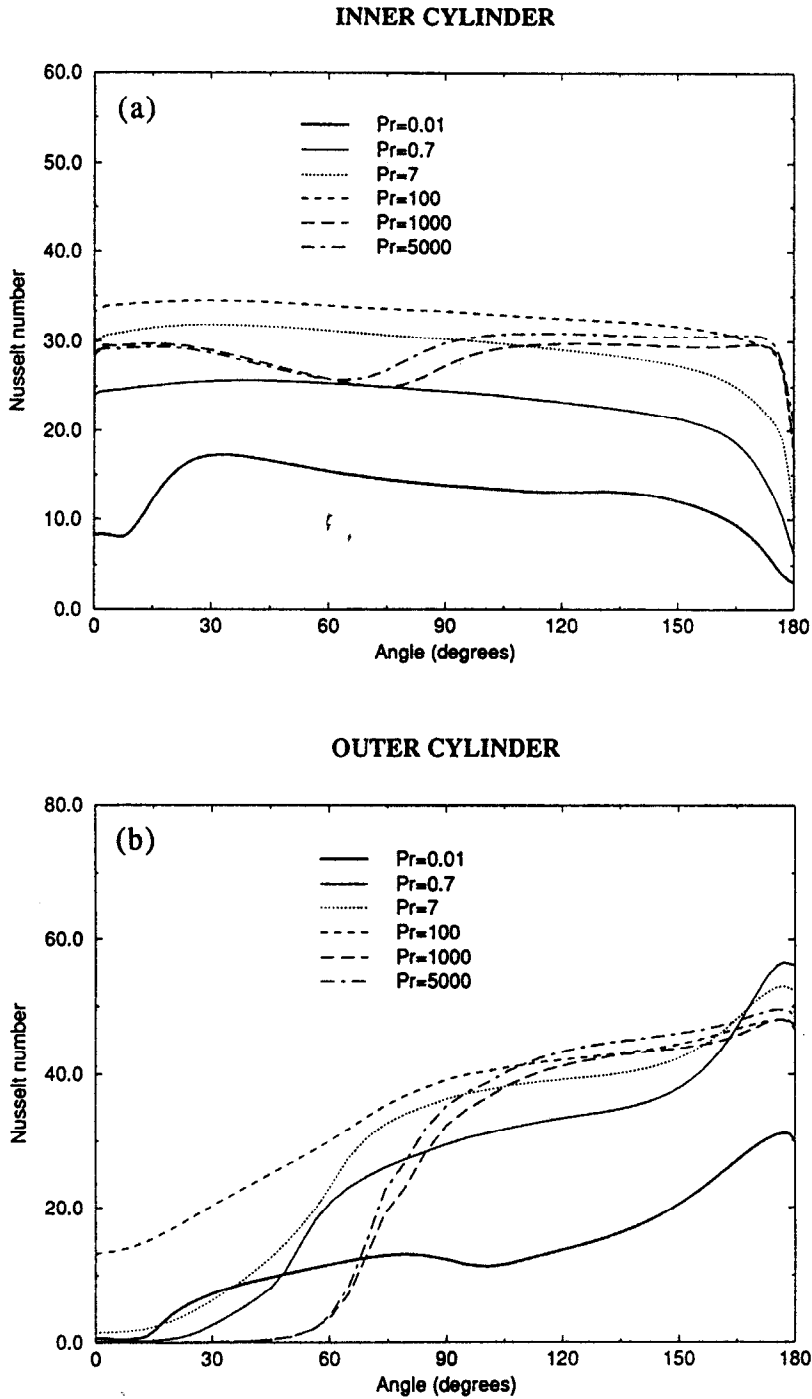 INNER CYLINDER
60.0
(a)
Pr=0.01
Pr=0.7
Pr=7
Pr=100
Pr=1000
Pr=5000
50.0
40.0
30.0
20.0
10.0
0.0
Nusselt number
0
30
60
90
120
150
180
Angle (degrees)
OUTER CYLINDER
80.0
(b)
Pr=0.01
Pr=0.7
Pr=7
Pr=100
Pr=1000
Pr=5000
60.0
40.0
20.0
0.0
Nusselt number
0
30
60
90
120
150
180
Angle (degrees)